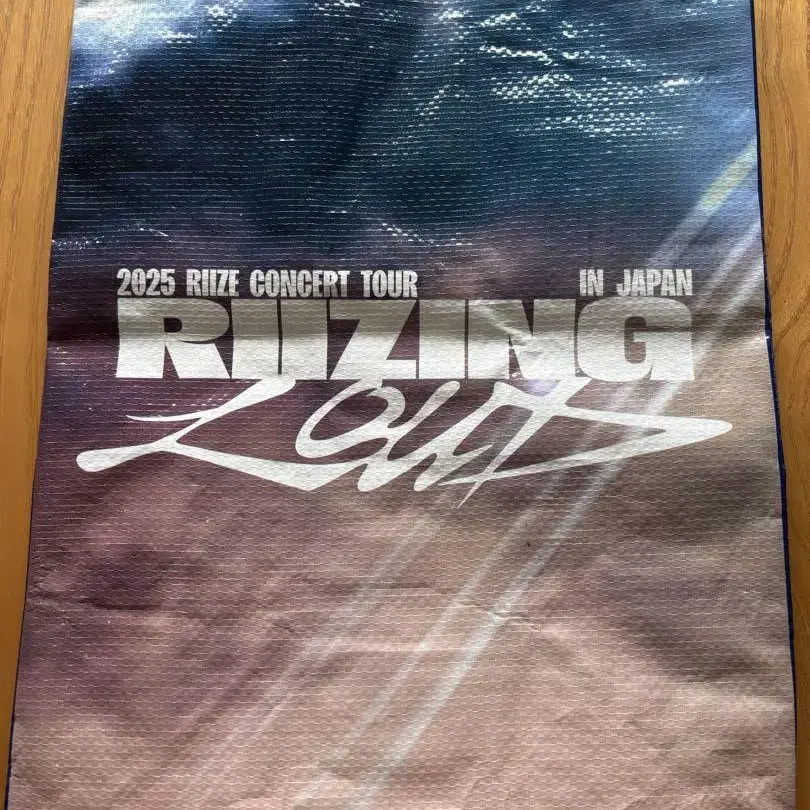 2025 RIIZE CONCERT TOUR IN JAPAN
RIIZING
LOUD